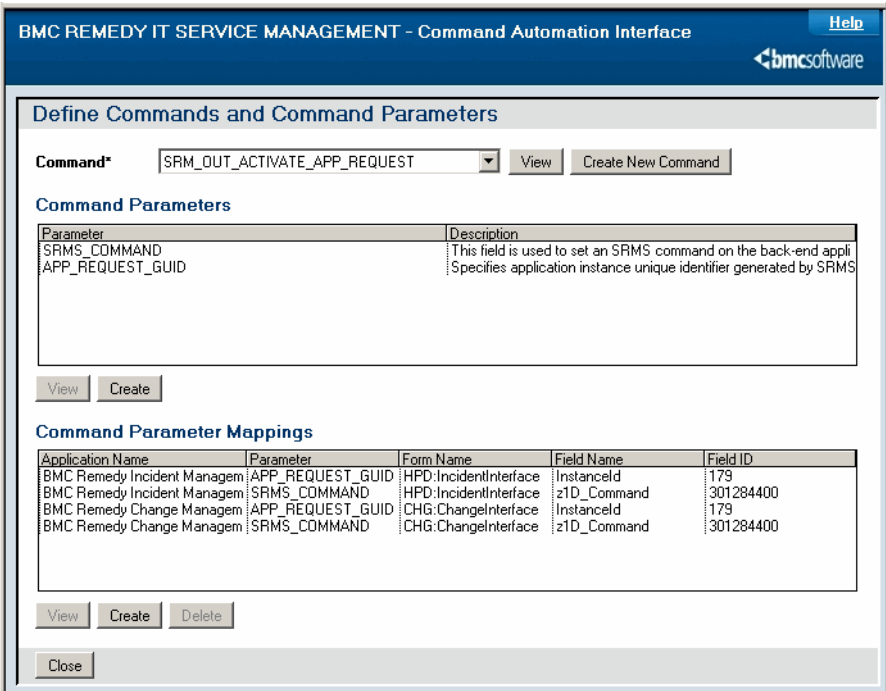 BMC REMEDY IT SERVICE MANAGEMENT - Command Automation Interface
Help
bmcsoftware
Define Commands and Command Parameters
Command* SRM_OUT_ACTIVATE_APP_REQUEST View Create New Command
Command Parameters
Parameter Description
SRMS_COMMAND This field is used to set an SRMS command on the back-end appli
APP_REQUEST_GUID Specifies application instance unique identifier generated by SRMS
View Create
Command Parameter Mappings
Application Name Parameter Form Name Field Name Field ID
BMC Remedy Incident Managem APP_REQUEST_GUID HPD:IncidentInterface InstanceId 179
BMC Remedy Incident Managem SRMS_COMMAND HPD:IncidentInterface z1D_Command 301284400
BMC Remedy Change Managem APP_REQUEST_GUID CHG:ChangeInterface InstanceId 179
BMC Remedy Change Managem SRMS_COMMAND CHG:ChangeInterface z1D_Command 301284400
View Create Delete
Close